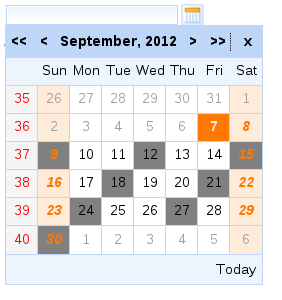 << < September, 2012 > >> x
Sun Mon Tue Wed Thu Fri Sat
35 26 27 28 29 30 31 1
36 2 3 4 5 6 7 8
37 9 10 11 12 13 14 15
38 16 17 18 19 20 21 22
39 23 24 25 26 27 28 29
40 30 1 2 3 4 5 6
Today